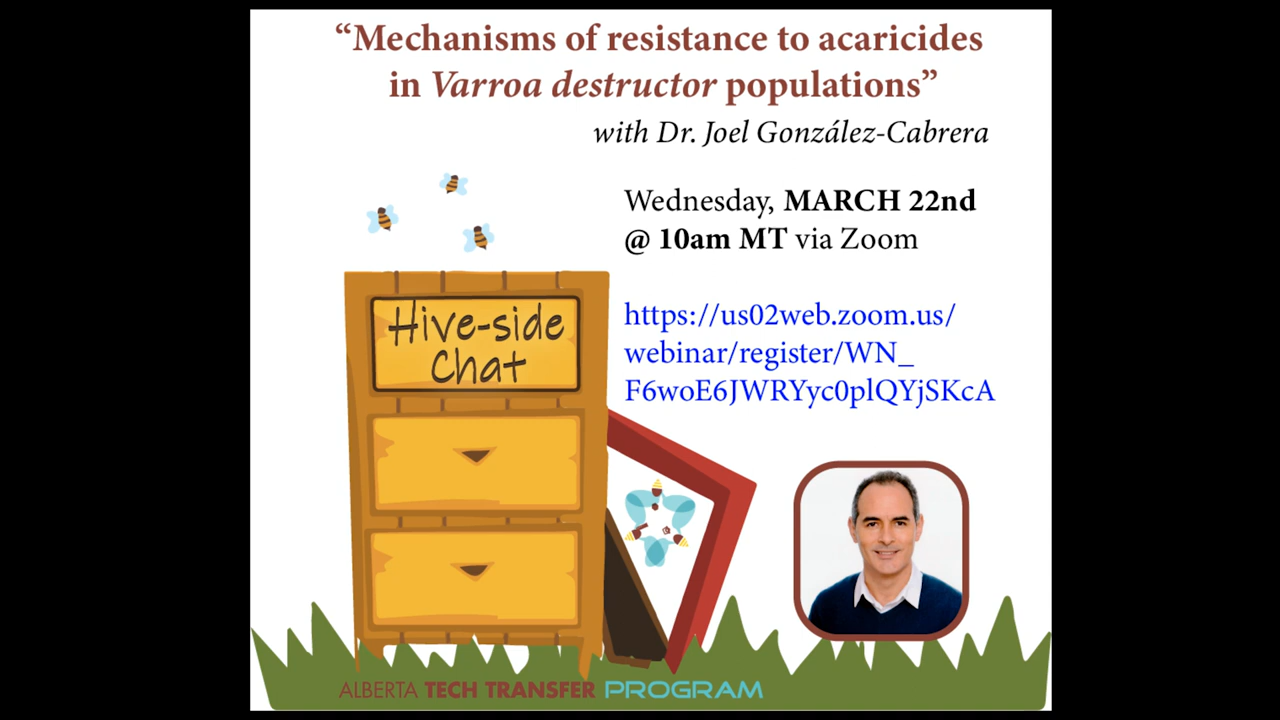 “Mechanisms of resistance to acaricides
in Varroa destructor populations”
with Dr. Joel González-Cabrera
Wednesday, MARCH 22nd
@ 10am MT via Zoom
https://us02web.zoom.us/
webinar/register/WN_
F6woE6JWRYyc0plQYjSKcA
Hive-side
Chat
ALBERTA TECH TRANSFER PROGRAM